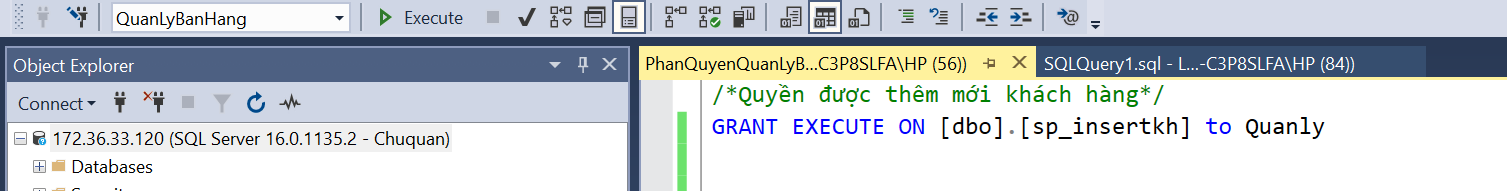 QuanLyBanHang
Execute
Object Explorer
Connect
172.36.33.120 (SQL Server 16.0.1135.2 - Chuquan)
Databases
PhanQuyenQuanLyB...C3P8SLFA\HP (56))
SQLQuery1.sql - L...-C3P8SLFA\HP (84))
/*Quyền được thêm mới khách hàng*/
GRANT EXECUTE ON [dbo].[sp_insertkh] to Quanly